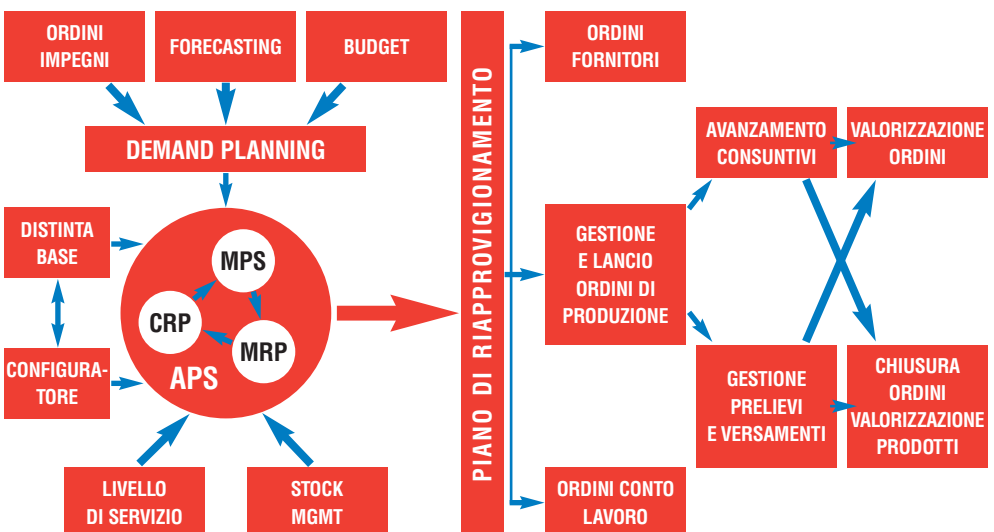 ORDINI
IMPEGNI
FORECASTING
BUDGET
DEMAND PLANNING
DISTINTA
BASE
CONFIGURA-
TORE
MPS
CRP
MRP
APS
LIVELLO
DI SERVIZIO
STOCK
MGMT
PIANO DI RIAPPROVIGIONAMENTO
ORDINI
FORNITORI
GESTIONE
E LANCIO
ORDINI DI
PRODUZIONE
ORDINI CONTO
LAVORO
AVANZAMENTO
CONSUNTIVI
VALORIZZAZIONE
ORDINI
GESTIONE
PRELIEVI
E VERSAMENTI
CHIUSURA
ORDINI
VALORIZZAZIONE
PRODOTTI